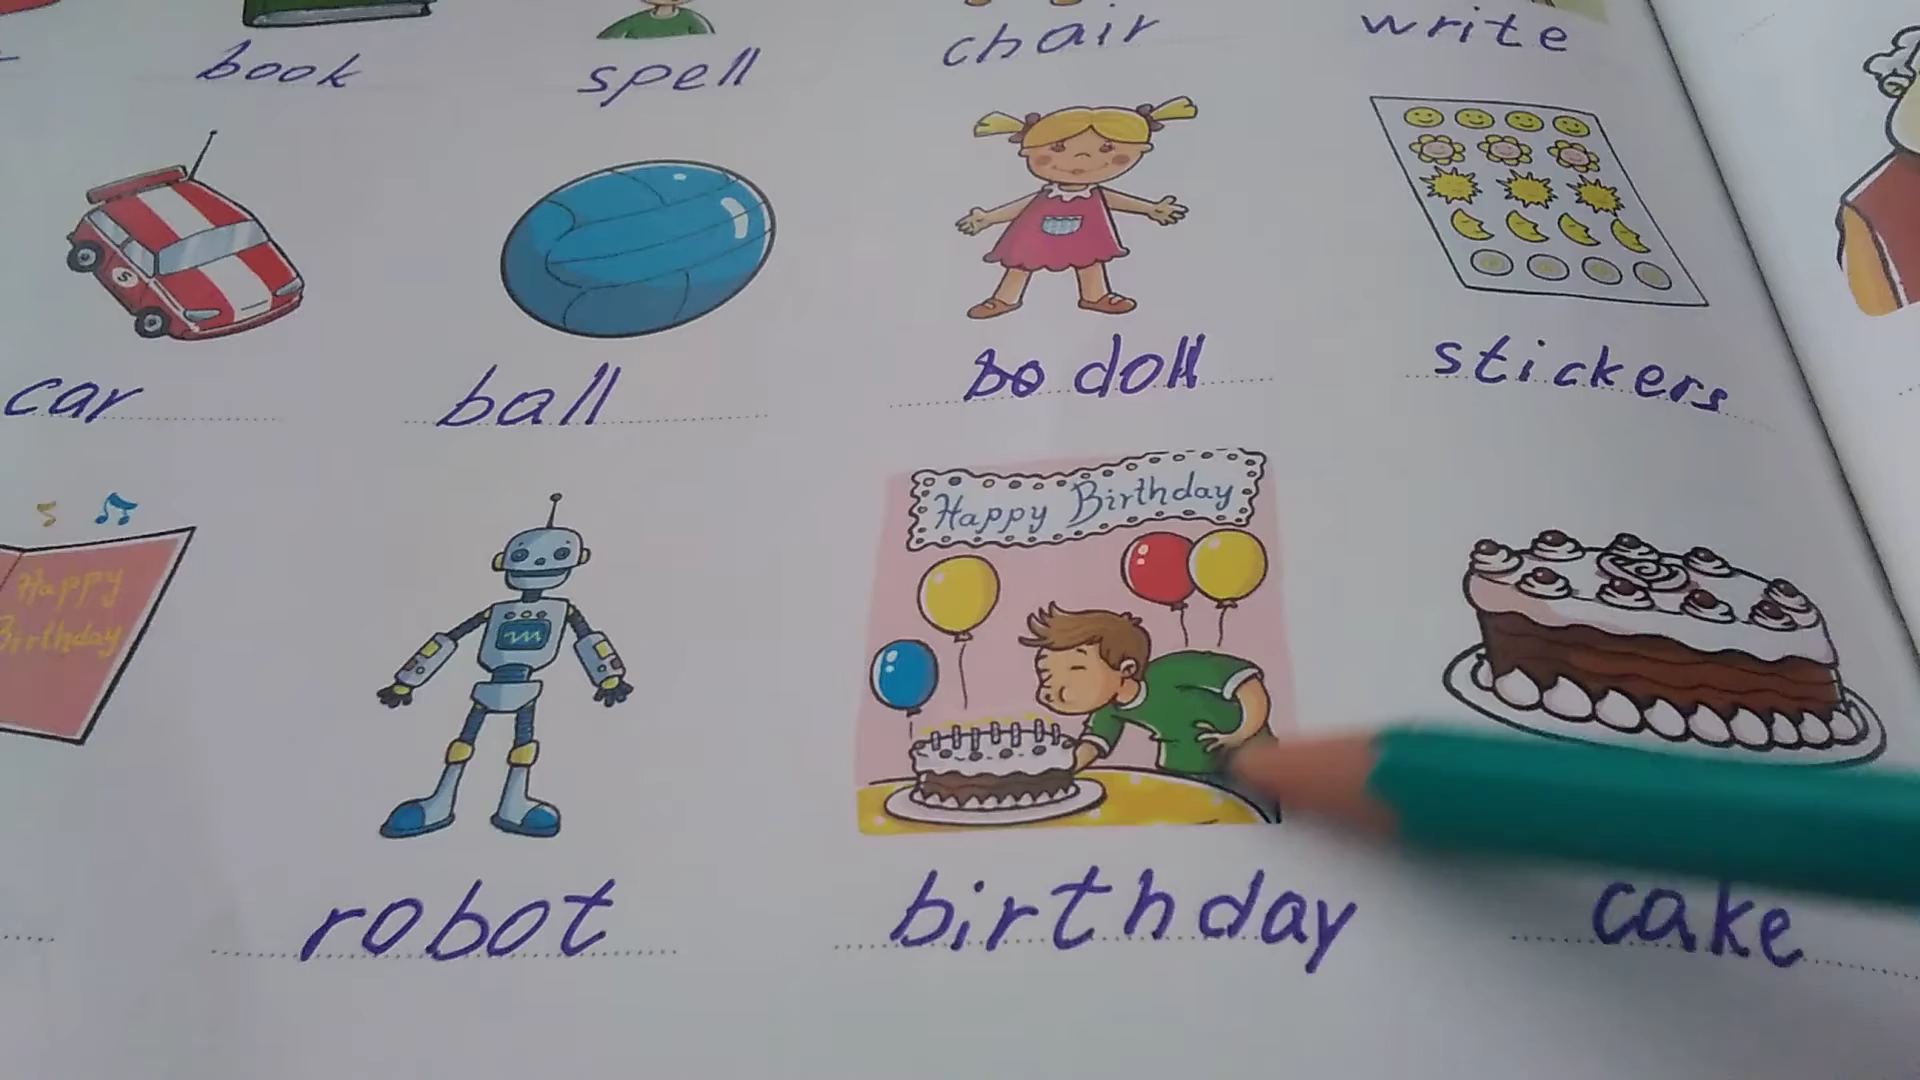 book spell chair write
car ball so doll stickers
S
Happy Birthday
Happy
Birthday
robot birthday cake